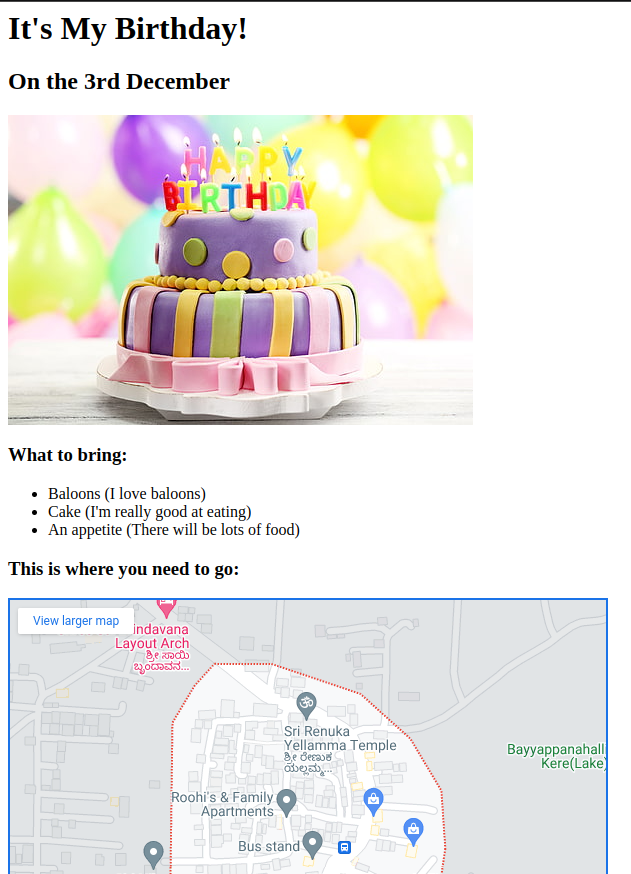 It's My Birthday!
On the 3rd December
HAPPY
BIRTHDAY
What to bring:
Baloons (I love baloons)
Cake (I'm really good at eating)
An appetite (There will be lots of food)
This is where you need to go:
View larger map
indavana
Layout Arch
ಶ್ರೀ ಸಾಯಿ
ಬೃಂದಾವನ...
Sri Renuka
Yellamma Temple
ಶ್ರೀ ರೇಣುಕ
ಯಲ್ಲಮ್ಮ...
Bayyappanahall
Kere(Lake)
Roohi's & Family
Apartments
Bus stand